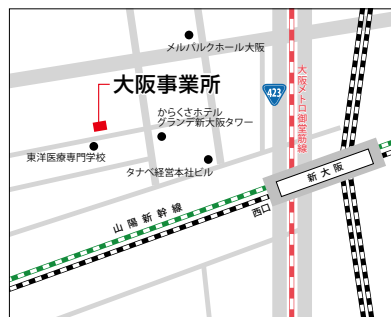 メルパルクホール大阪
大阪事業所
423
大阪メトロ御堂筋線
からくさホテル
グランデ新大阪タワー
東洋医療専門学校
タナベ経営本社ビル
新大阪
西口
山陽新幹線